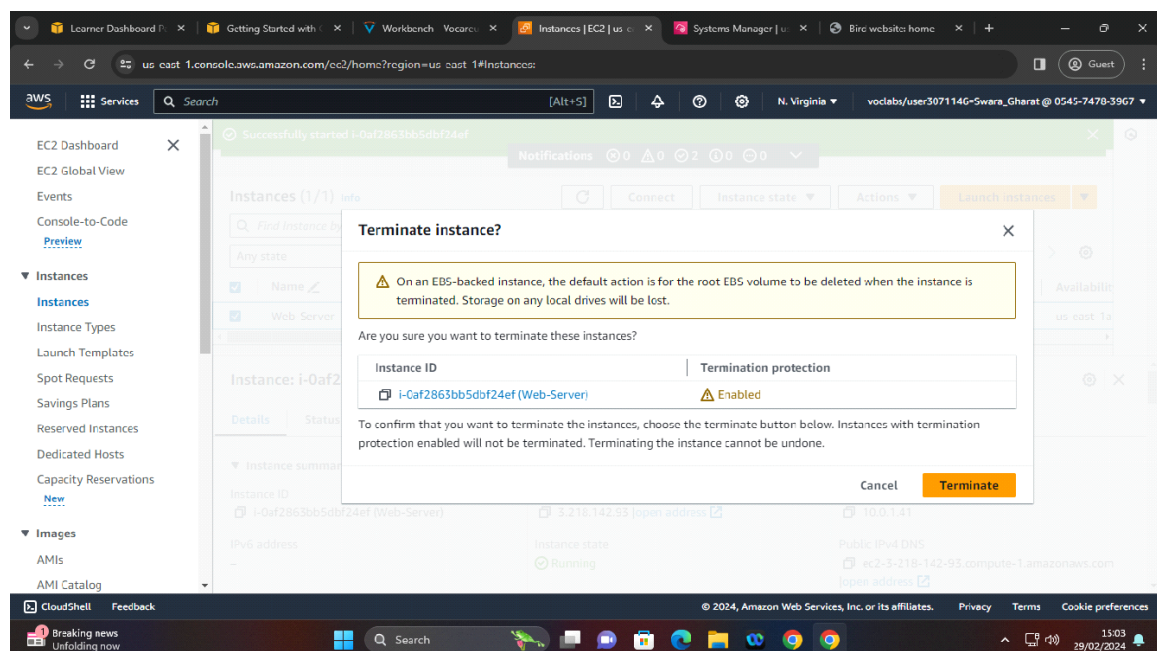 Learner Dashboard
Getting Started with
Workbench - Vocareu
Instances | EC2 | us-e
Systems Manager | us
Bird website: home
us-east-1.console.aws.amazon.com/ec2/home?region=us-east-1#Instances:
Guest
aws
Services
Search
[Alt+S]
N. Virginia
voclabs/user3071146=Swara_Gharat @ 0545-7478-3967
EC2 Dashboard
EC2 Global View
Events
Console-to-Code
Preview
Instances
Instances
Instance Types
Launch Templates
Spot Requests
Savings Plans
Reserved Instances
Dedicated Hosts
Capacity Reservations
New
Images
AMIs
AMI Catalog
Successfully started i-0af2863bb5dbf24ef
Notifications 0 0 2 0 0
Instances (1/1) Info
Connect
Instance state
Actions
Launch instances
Find Instance by
Any state
Name
Availabilit
Web-Server
us-east-1a
Terminate instance?
On an EBS-backed instance, the default action is for the root EBS volume to be deleted when the instance is
terminated. Storage on any local drives will be lost.
Are you sure you want to terminate these instances?
Instance ID
Termination protection
i-0af2863bb5dbf24ef (Web-Server)
Enabled
To confirm that you want to terminate the instances, choose the terminate button below. Instances with termination
protection enabled will not be terminated. Terminating the instance cannot be undone.
Cancel
Terminate
Instance: i-0af2
Details
Status
Instance summar
Instance ID
i-0af2863bb5dbf24ef (Web-Server)
3.218.142.93 |open address
10.0.1.41
IPv6 address
-
Instance state
Running
Public IPv4 DNS
ec2-3-218-142-93.compute-1.amazonaws.com
|open address
CloudShell
Feedback
© 2024, Amazon Web Services, Inc. or its affiliates.
Privacy
Terms
Cookie preferences
1
Breaking news
Unfolding now
Search
15:03
29/02/2024